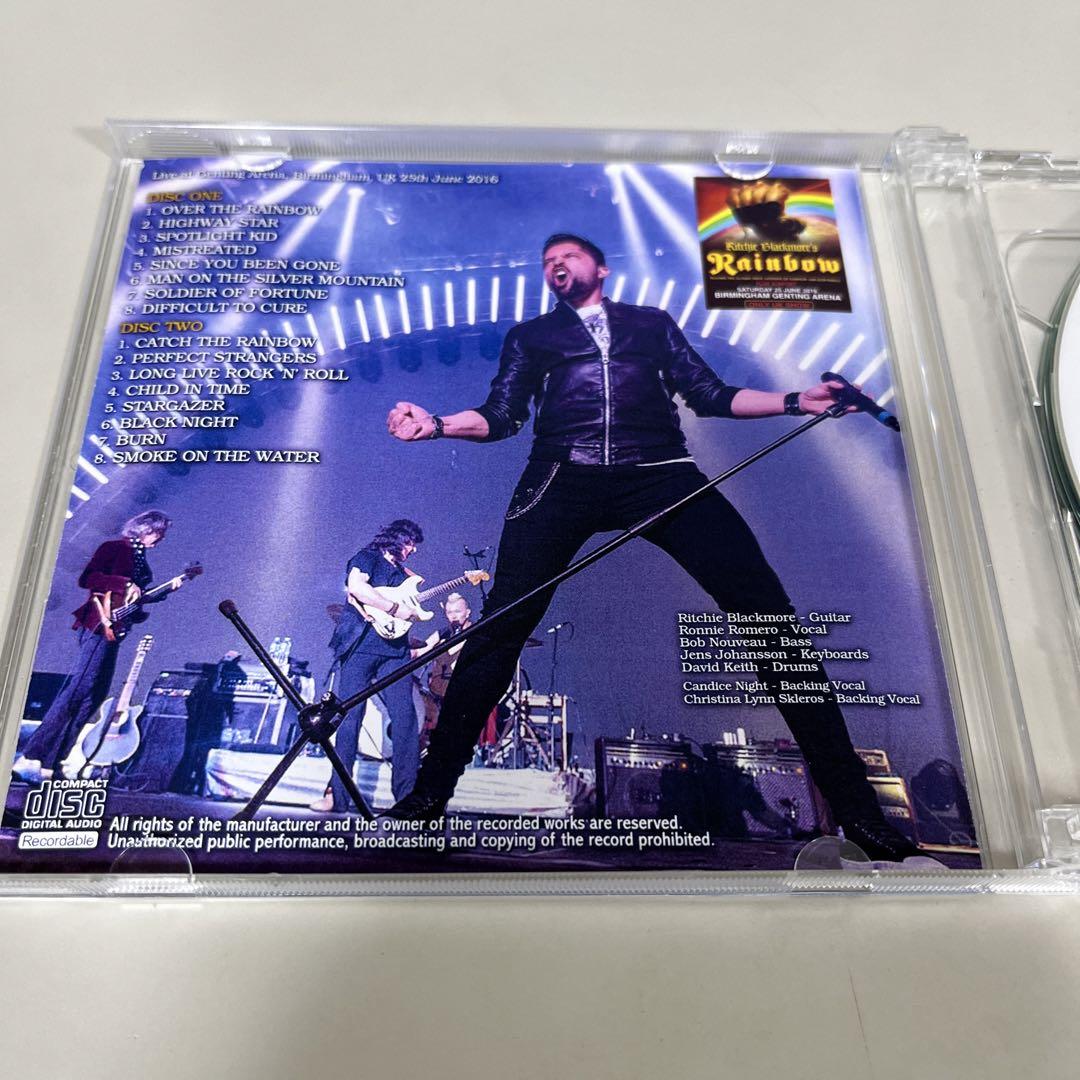 Live at Genting Arena, Birmingham, UK 25th June 2016
DISC ONE
1. OVER THE RAINBOW
2. HIGHWAY STAR
3. SPOTLIGHT KID
4. MISTREATED
5. SINCE YOU BEEN GONE
6. MAN ON THE SILVER MOUNTAIN
7. SOLDIER OF FORTUNE
8. DIFFICULT TO CURE
DISC TWO
1. CATCH THE RAINBOW
2. PERFECT STRANGERS
3. LONG LIVE ROCK 'N' ROLL
4. CHILD IN TIME
5. STARGAZER
6. BLACK NIGHT
7. BURN
8. SMOKE ON THE WATER
Ritchie Blackmore's
Rainbow
SATURDAY 25 JUNE 2016
BIRMINGHAM GENTING ARENA
ONLY UK SHOW
Ritchie Blackmore - Guitar
Ronnie Romero - Vocal
Bob Nouveau - Bass
Jens Johansson - Keyboards
David Keith - Drums
Candice Night - Backing Vocal
Christina Lynn Skleros - Backing Vocal
COMPACT
disc
DIGITAL AUDIO
Recordable
All rights of the manufacturer and the owner of the recorded works are reserved.
Unauthorized public performance, broadcasting and copying of the record prohibited.